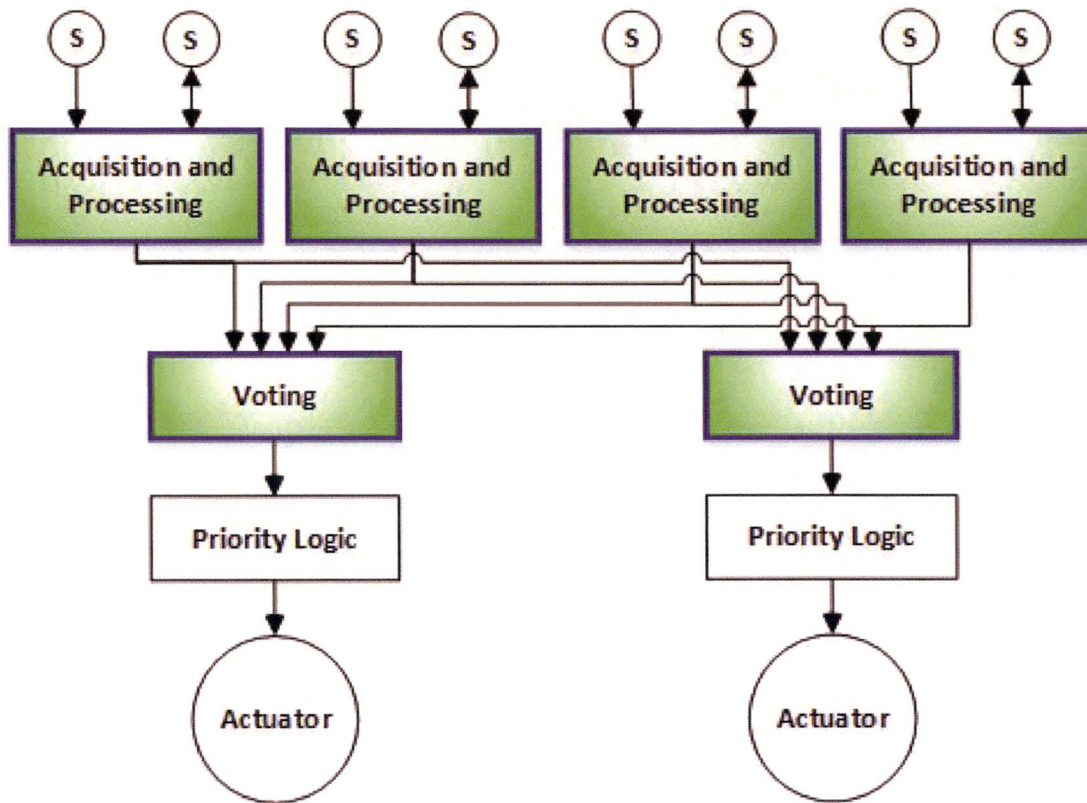 S
S
S
S
S
S
S
S
Acquisition and
Processing
Acquisition and
Processing
Acquisition and
Processing
Acquisition and
Processing
Voting
Voting
Priority Logic
Priority Logic
Actuator
Actuator